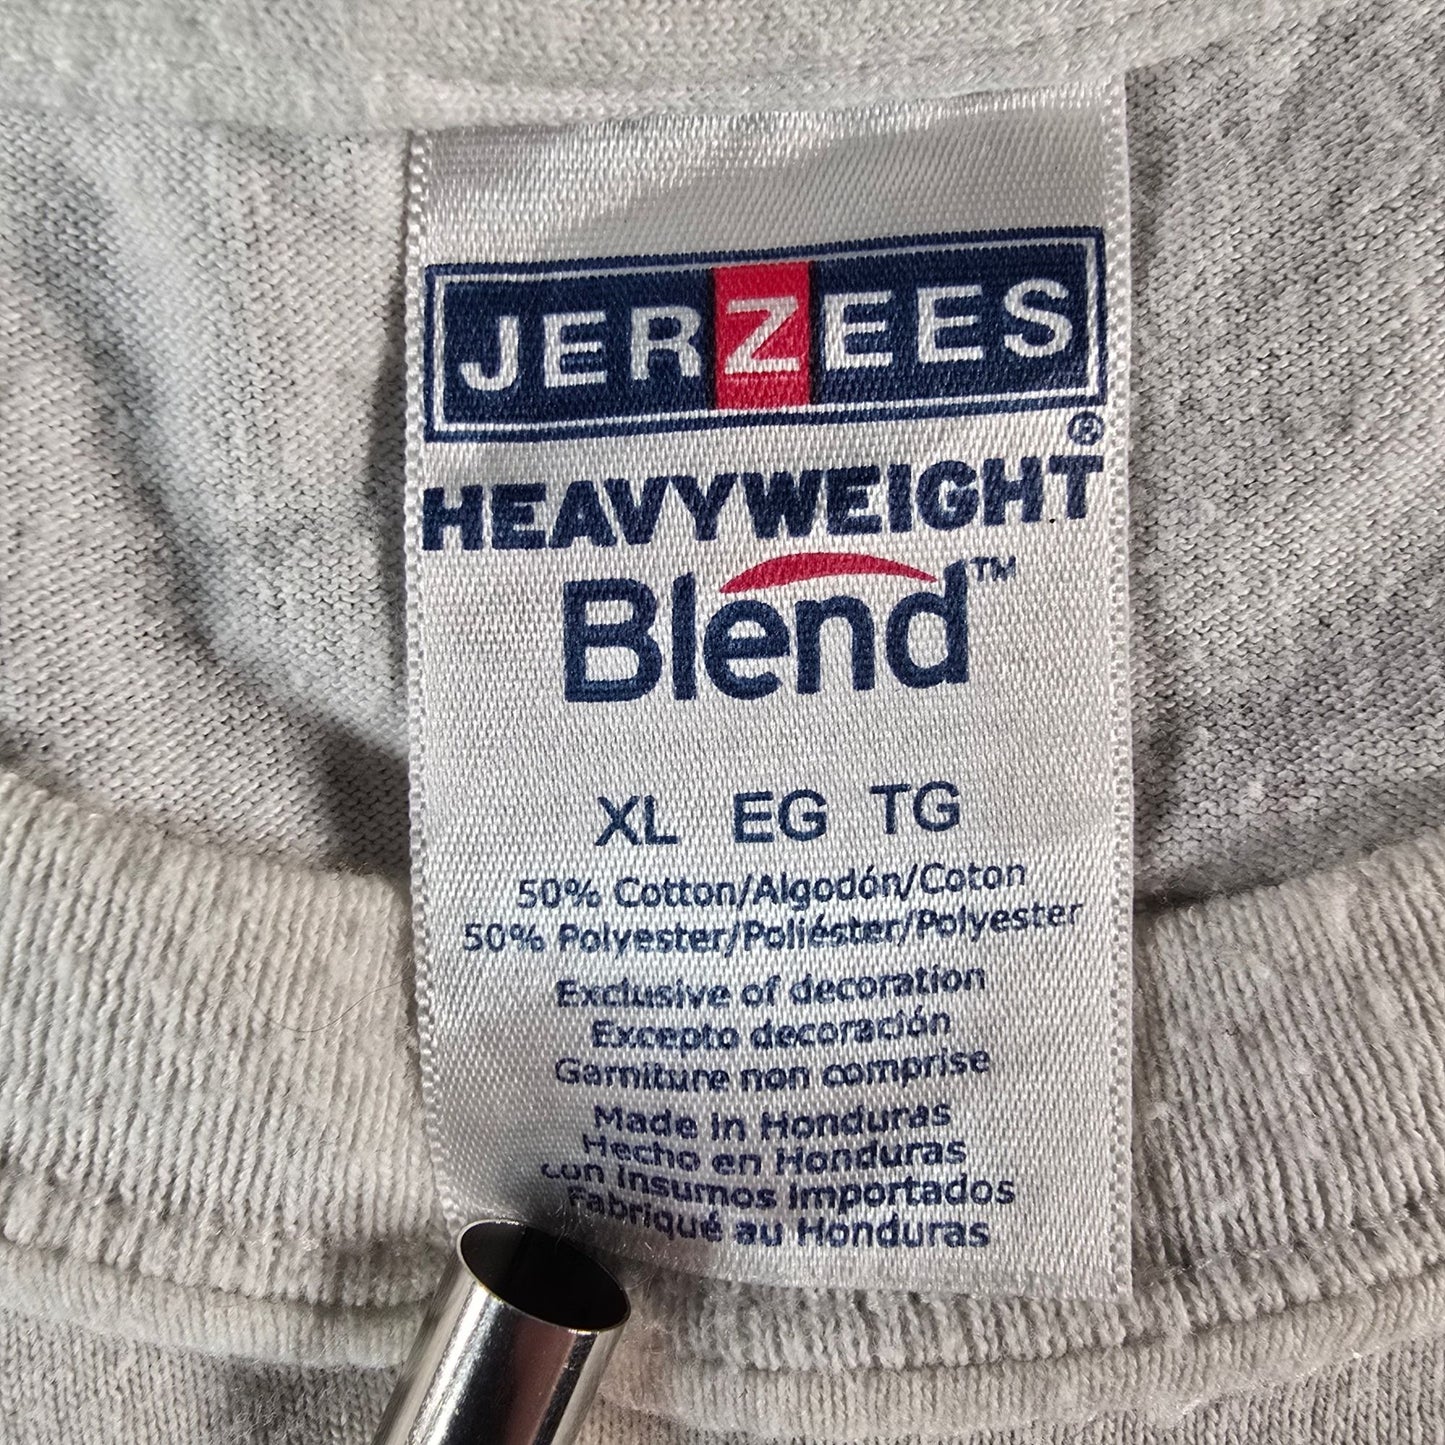 JERZEES®
HEAVYWEIGHT
Blend™
XL EG TG
50% Cotton/Algodón/Coton
50% Polyester/Poliéster/Polyester
Exclusive of decoration
Excepto decoración
Garniture non comprise
Made in Honduras
Hecho en Honduras
con insumos importados
Fabriqué au Honduras